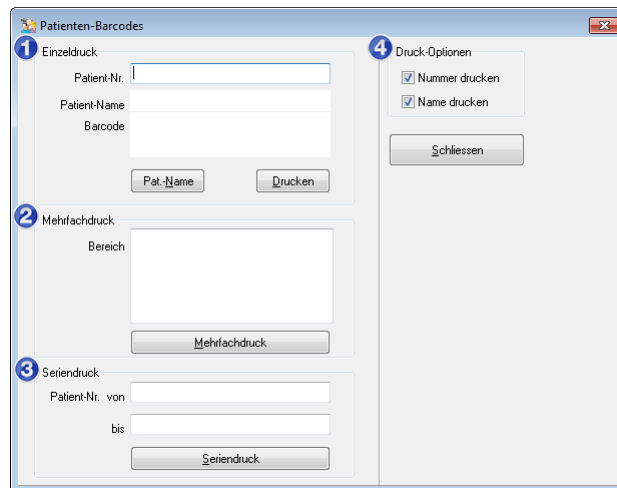 Patienten-Barcodes
1 Einzeldruck
Patient-Nr.
Patient-Name
Barcode
Pat.-Name
Drucken
2 Mehrfachdruck
Bereich
Mehrfachdruck
3 Seriendruck
Patient-Nr. von
bis
Seriendruck
4 Druck-Optionen
Nummer drucken
Name drucken
Schliessen